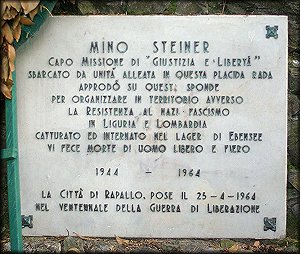 MINO STEINER
CAPO MISSIONE DI "GIUSTIZIA E LIBERTÀ"
SBARCATO DA UNITÀ ALLEATA IN QUESTA PLACIDA RADA
APPRODÒ SU QUESTE SPONDE
PER ORGANIZZARE IN TERRITORIO AVVERSO
LA RESISTENZA AL NAZI FASCISMO
IN LIGURIA E LOMBARDIA
CATTURATO ED INTERNATO NEL LAGER DI EBENSEE
VI FECE MORTE DI UOMO LIBERO E FIERO
1944 – 1964
LA CITTÀ DI RAPALLO, POSE IL 25-4-1964
NEL VENTENNALE DELLA GUERRA DI LIBERAZIONE